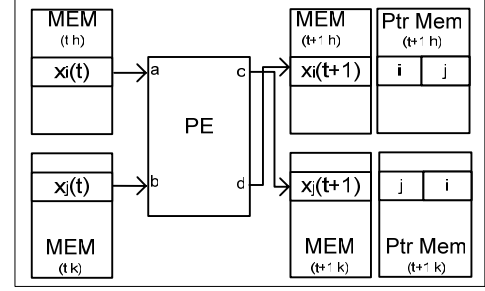 MEM
(t h)
xi(t)
xj(t)
MEM
(t k)
a
c
PE
b
d
MEM
(t+1 h)
xi(t+1)
xj(t+1)
MEM
(t+1 k)
Ptr Mem
(t+1 h)
i j
j i
Ptr Mem
(t+1 k)